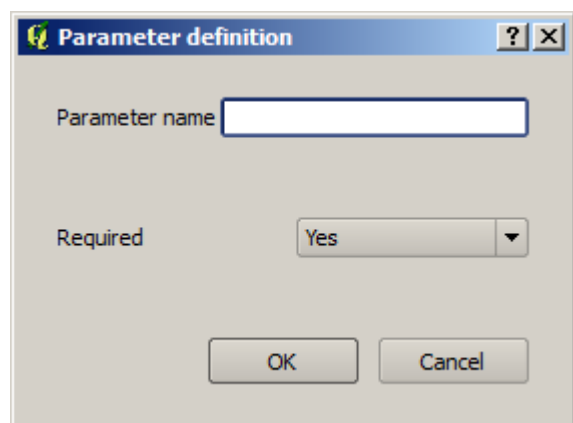 Parameter definition ?
Parameter name
Required Yes
OK Cancel